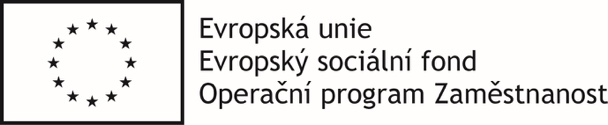 Evropská unie
Evropský sociální fond
Operační program Zaměstnanost